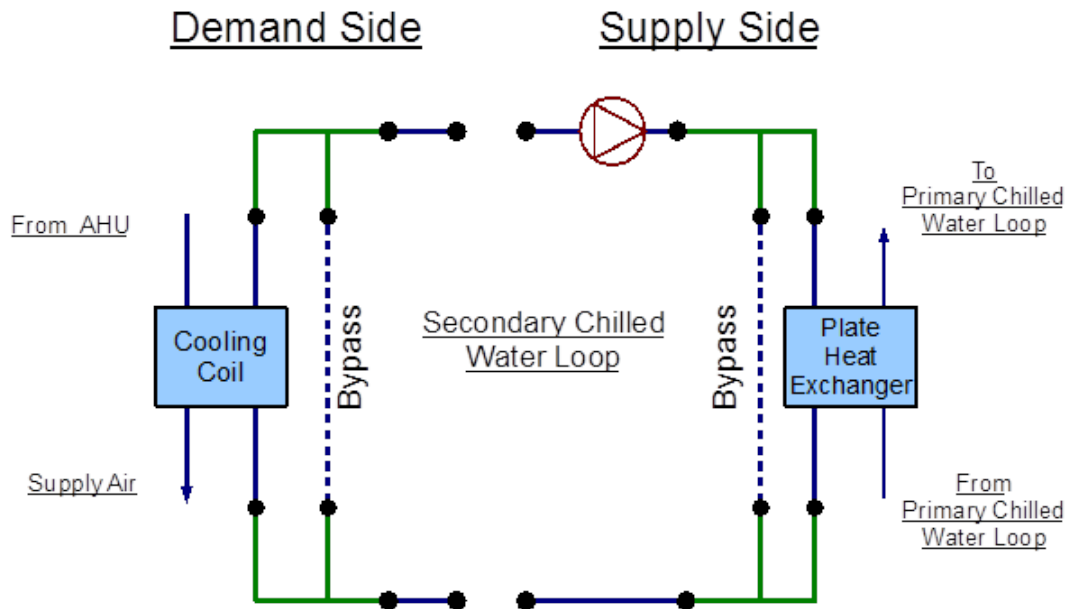 Demand Side
Supply Side
To
Primary Chilled
Water Loop
From AHU
Cooling
Coil
Bypass
Secondary Chilled
Water Loop
Bypass
Plate
Heat
Exchanger
Supply Air
From
Primary Chilled
Water Loop